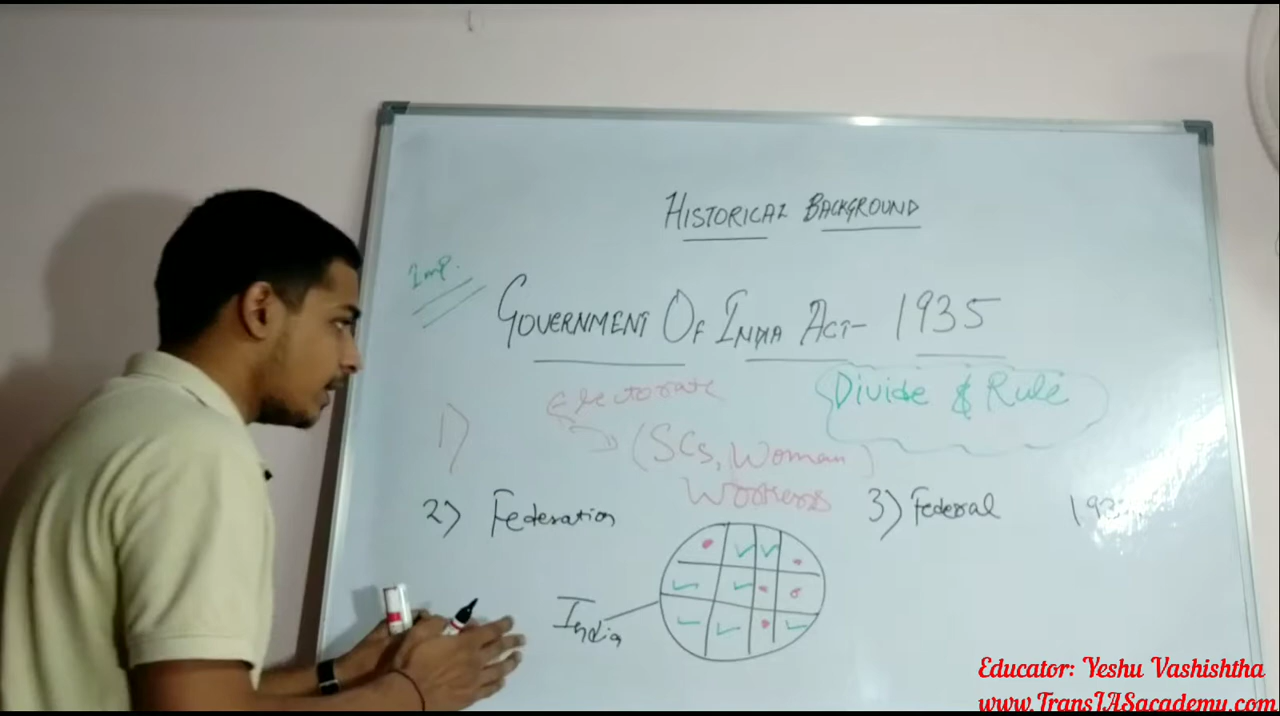 HISTORICAL BACKGROUND
Imp.
GOVERNMENT OF INDIA ACT- 1935
Electorate
Divide & Rule
1)
(SCs, Woman)
Workers
2) Federation
3) Federal
India
Educator: Yeshu Vashishtha
www.TransIASacademy.com